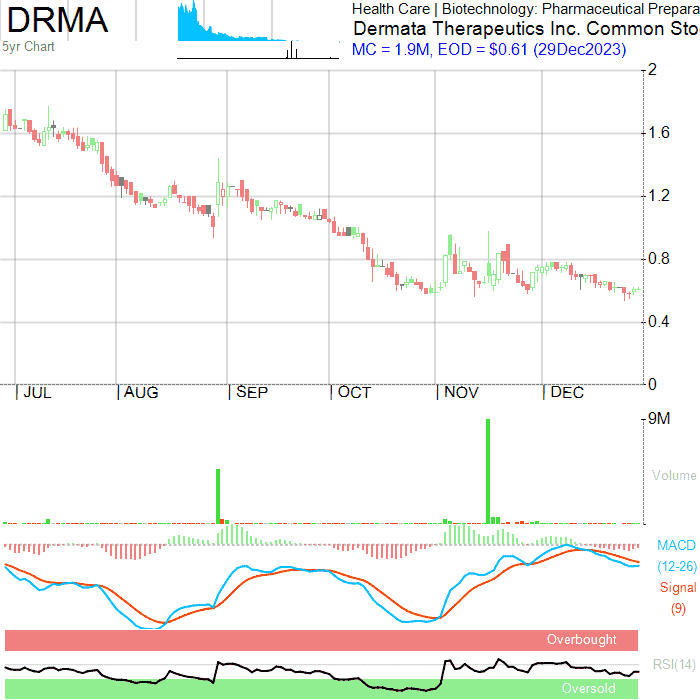 DRMA
5yr Chart
Health Care | Biotechnology: Pharmaceutical Prepara
Dermata Therapeutics Inc. Common Sto
MC = 1.9M, EOD = $0.61 (29Dec2023)
2
1.6
1.2
0.8
0.4
0
JUL AUG SEP OCT NOV DEC
9M
Volume
MACD
(12-26)
Signal
(9)
Overbought
RSI(14)
Oversold